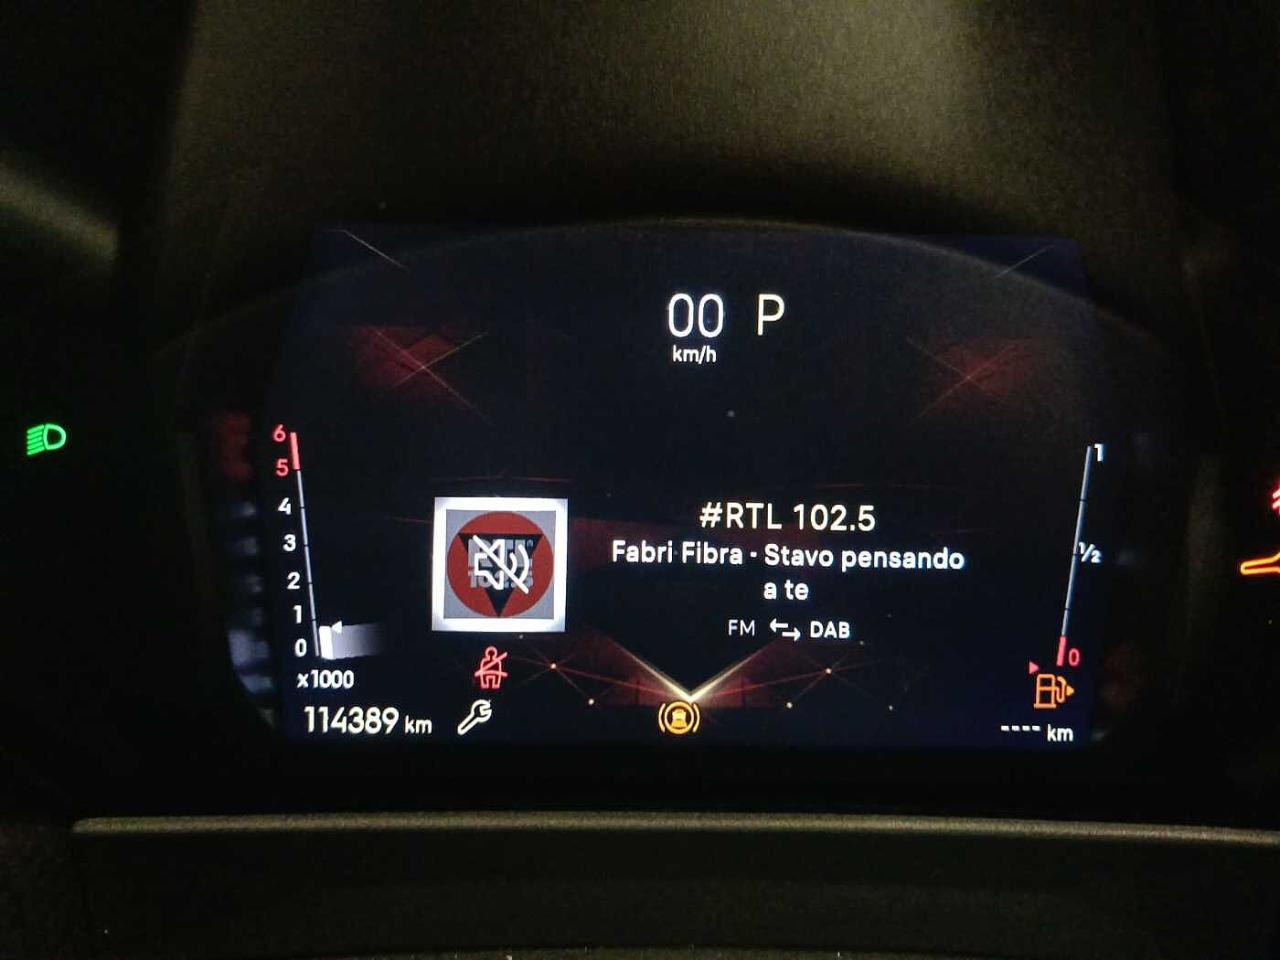 00 P
km/h
6
5
4
3
2
1
0
x1000
114389 km
#RTL 102.5
Fabri Fibra - Stavo pensando
a te
FM DAB
1
½
0
---- km